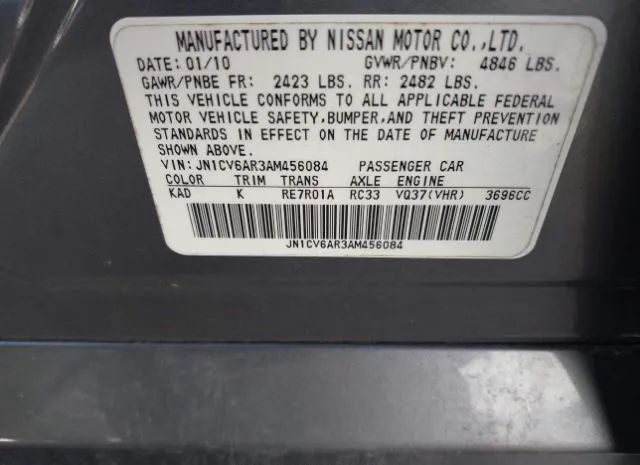 MANUFACTURED BY NISSAN MOTOR CO.,LTD.
DATE: 01/10 GVWR/PNBV: 4846 LBS.
GAWR/PNBE FR: 2423 LBS. RR: 2482 LBS.
THIS VEHICLE CONFORMS TO ALL APPLICABLE FEDERAL
MOTOR VEHICLE SAFETY,BUMPER,AND THEFT PREVENTION
STANDARDS IN EFFECT ON THE DATE OF MANUFACTURE
SHOWN ABOVE.
VIN: JN1CV6AR3AM456084 PASSENGER CAR
COLOR TRIM TRANS AXLE ENGINE
KAD K RE7R01A RC33 VQ37(VHR) 3696CC
JN1CV6AR3AM456084